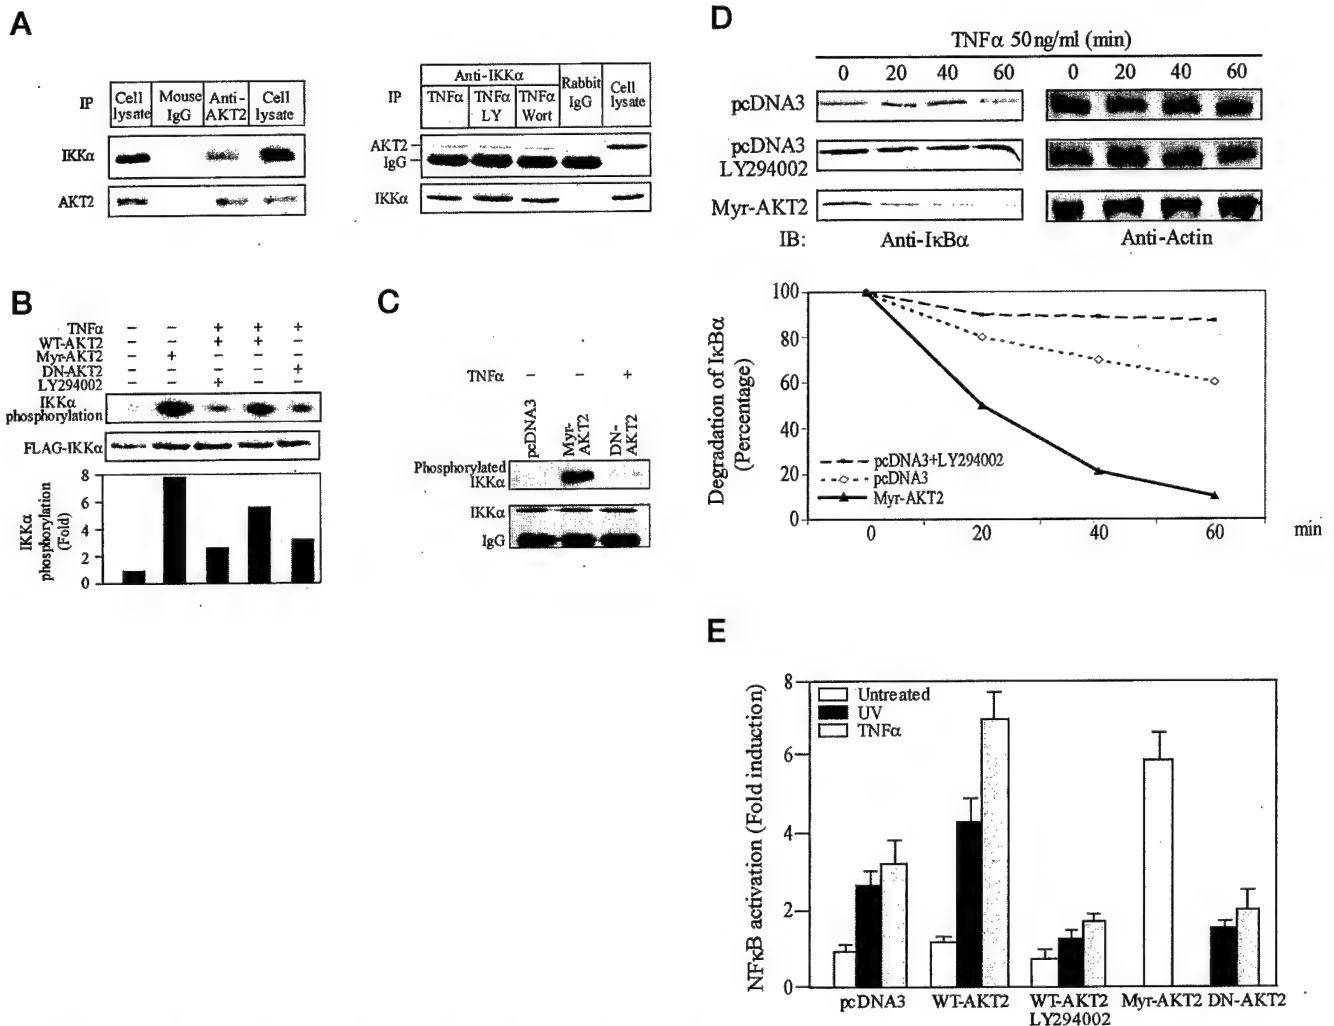 A
IP
Cell lysate
Mouse IgG
Anti-AKT2
Cell lysate
IKKα
AKT2
IP
Anti-IKKα
TNFα
TNFα LY
TNFα Wort
Rabbit IgG
Cell lysate
AKT2
IgG
IKKα
B
TNFα − − + + +
WT-AKT2 − − + + −
Myr-AKT2 − + − − −
DN-AKT2 − − − − +
LY294002 − − + − −
IKKα
phosphorylation
FLAG-IKKα
IKKα
phosphorylation
(Fold)
8
6
4
2
0
C
TNFα − − +
pcDNA3
Myr-AKT2
DN-AKT2
Phosphorylated
IKKα
IKKα
IgG
D
TNFα 50ng/ml (min)
0 20 40 60 0 20 40 60
pcDNA3
pcDNA3
LY294002
Myr-AKT2
IB: Anti-IκBα Anti-Actin
Degradation of IκBα
(Percentage)
100
80
60
40
20
0
pcDNA3+LY294002
pcDNA3
Myr-AKT2
0 20 40 60 min
E
NFκB activation (Fold induction)
8
6
4
2
0
Untreated
UV
TNFα
pcDNA3
WT-AKT2
WT-AKT2
LY294002
Myr-AKT2
DN-AKT2